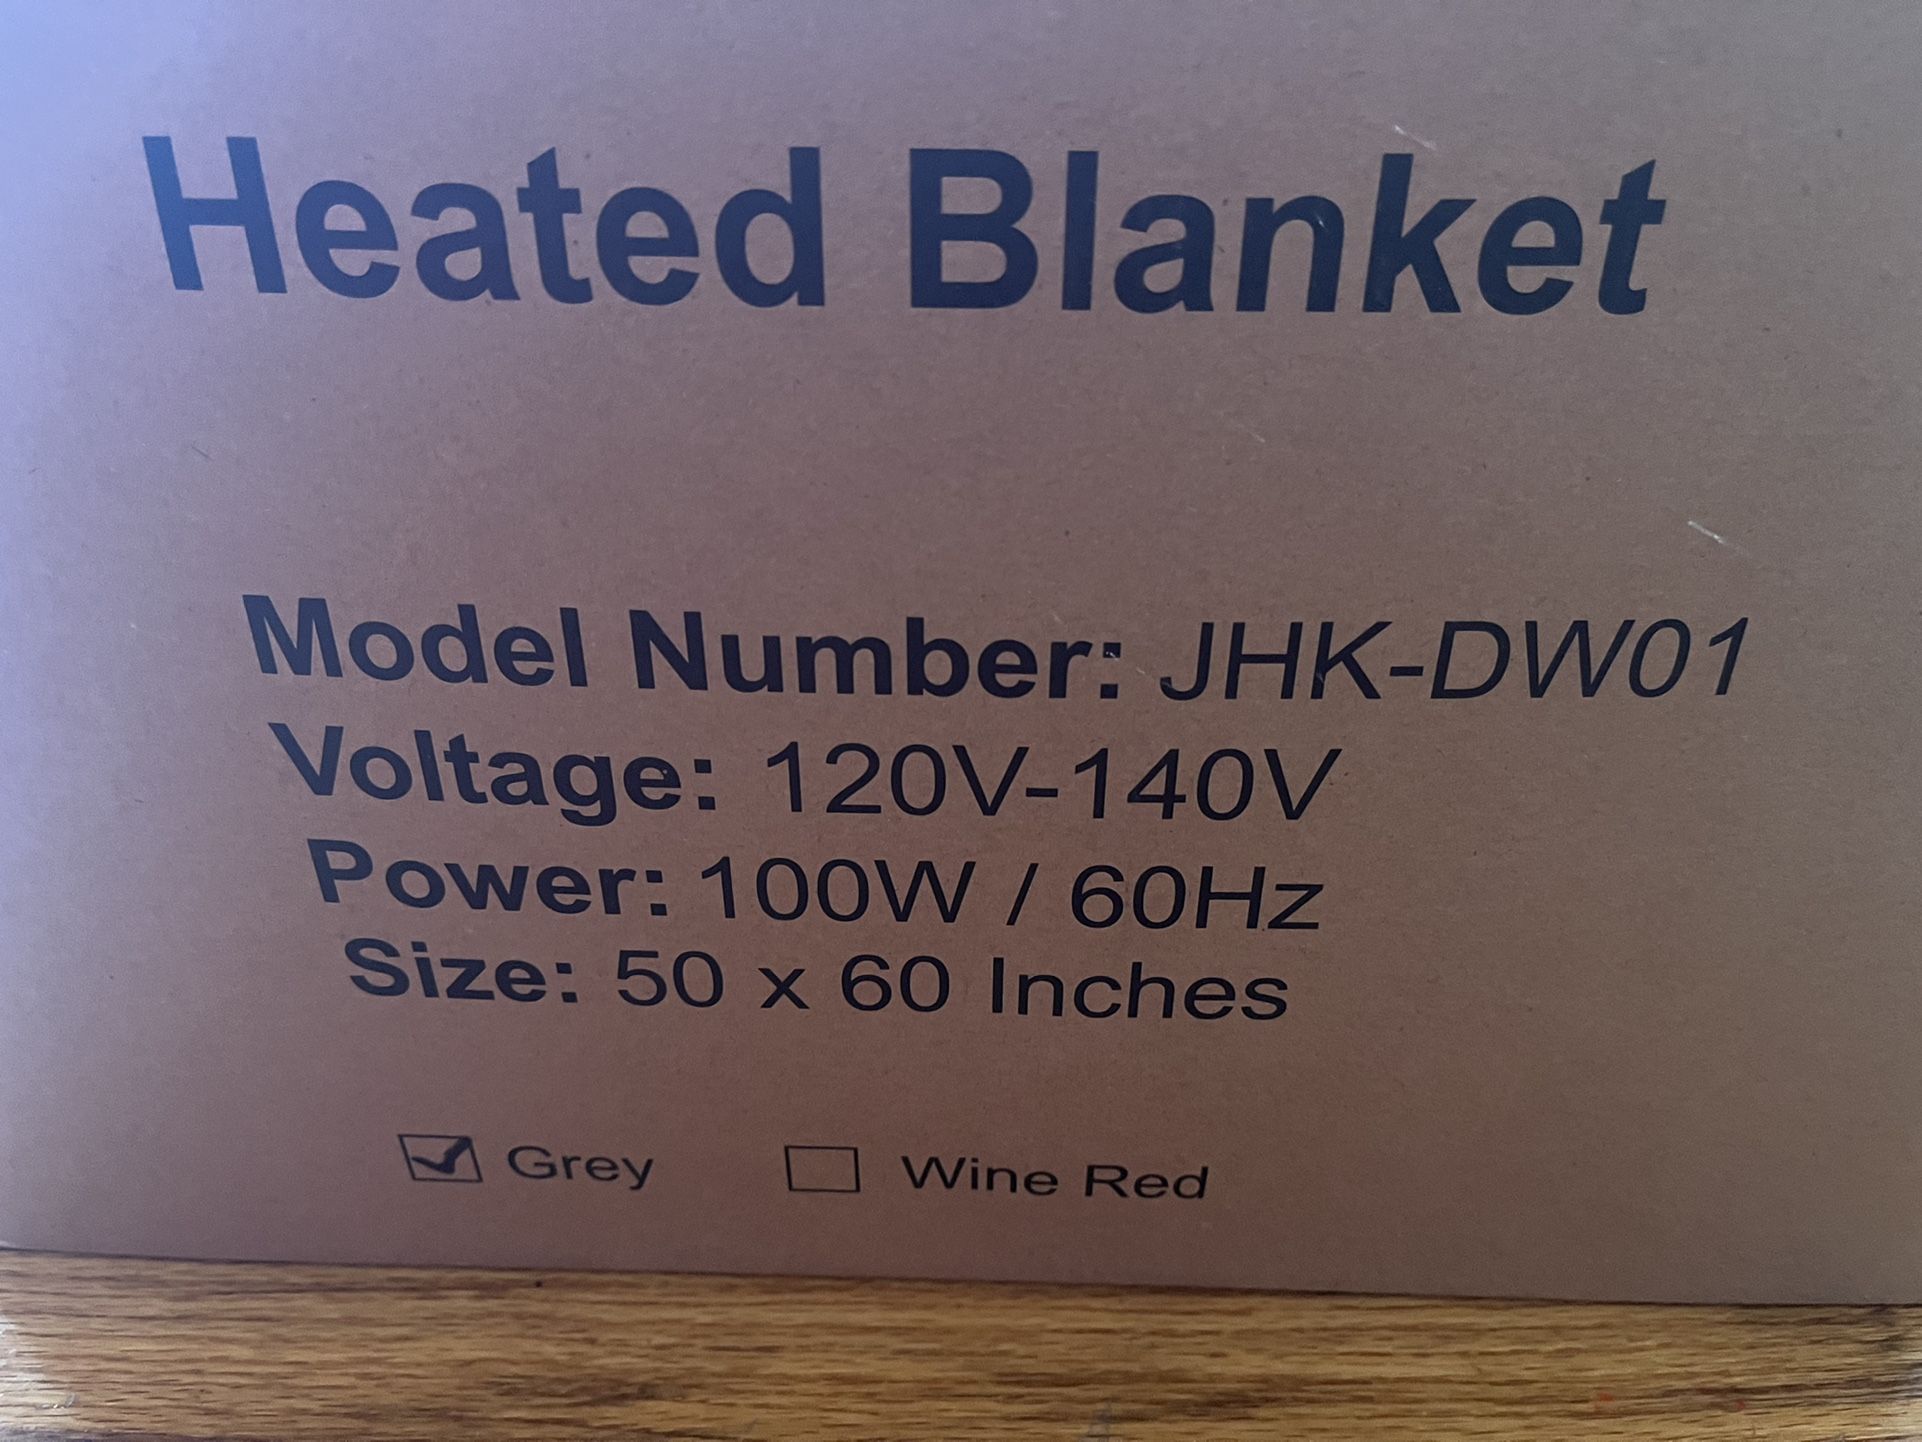 Heated Blanket
Model Number: JHK-DW01
Voltage: 120V-140V
Power: 100W / 60Hz
Size: 50 x 60 Inches
Grey Wine Red